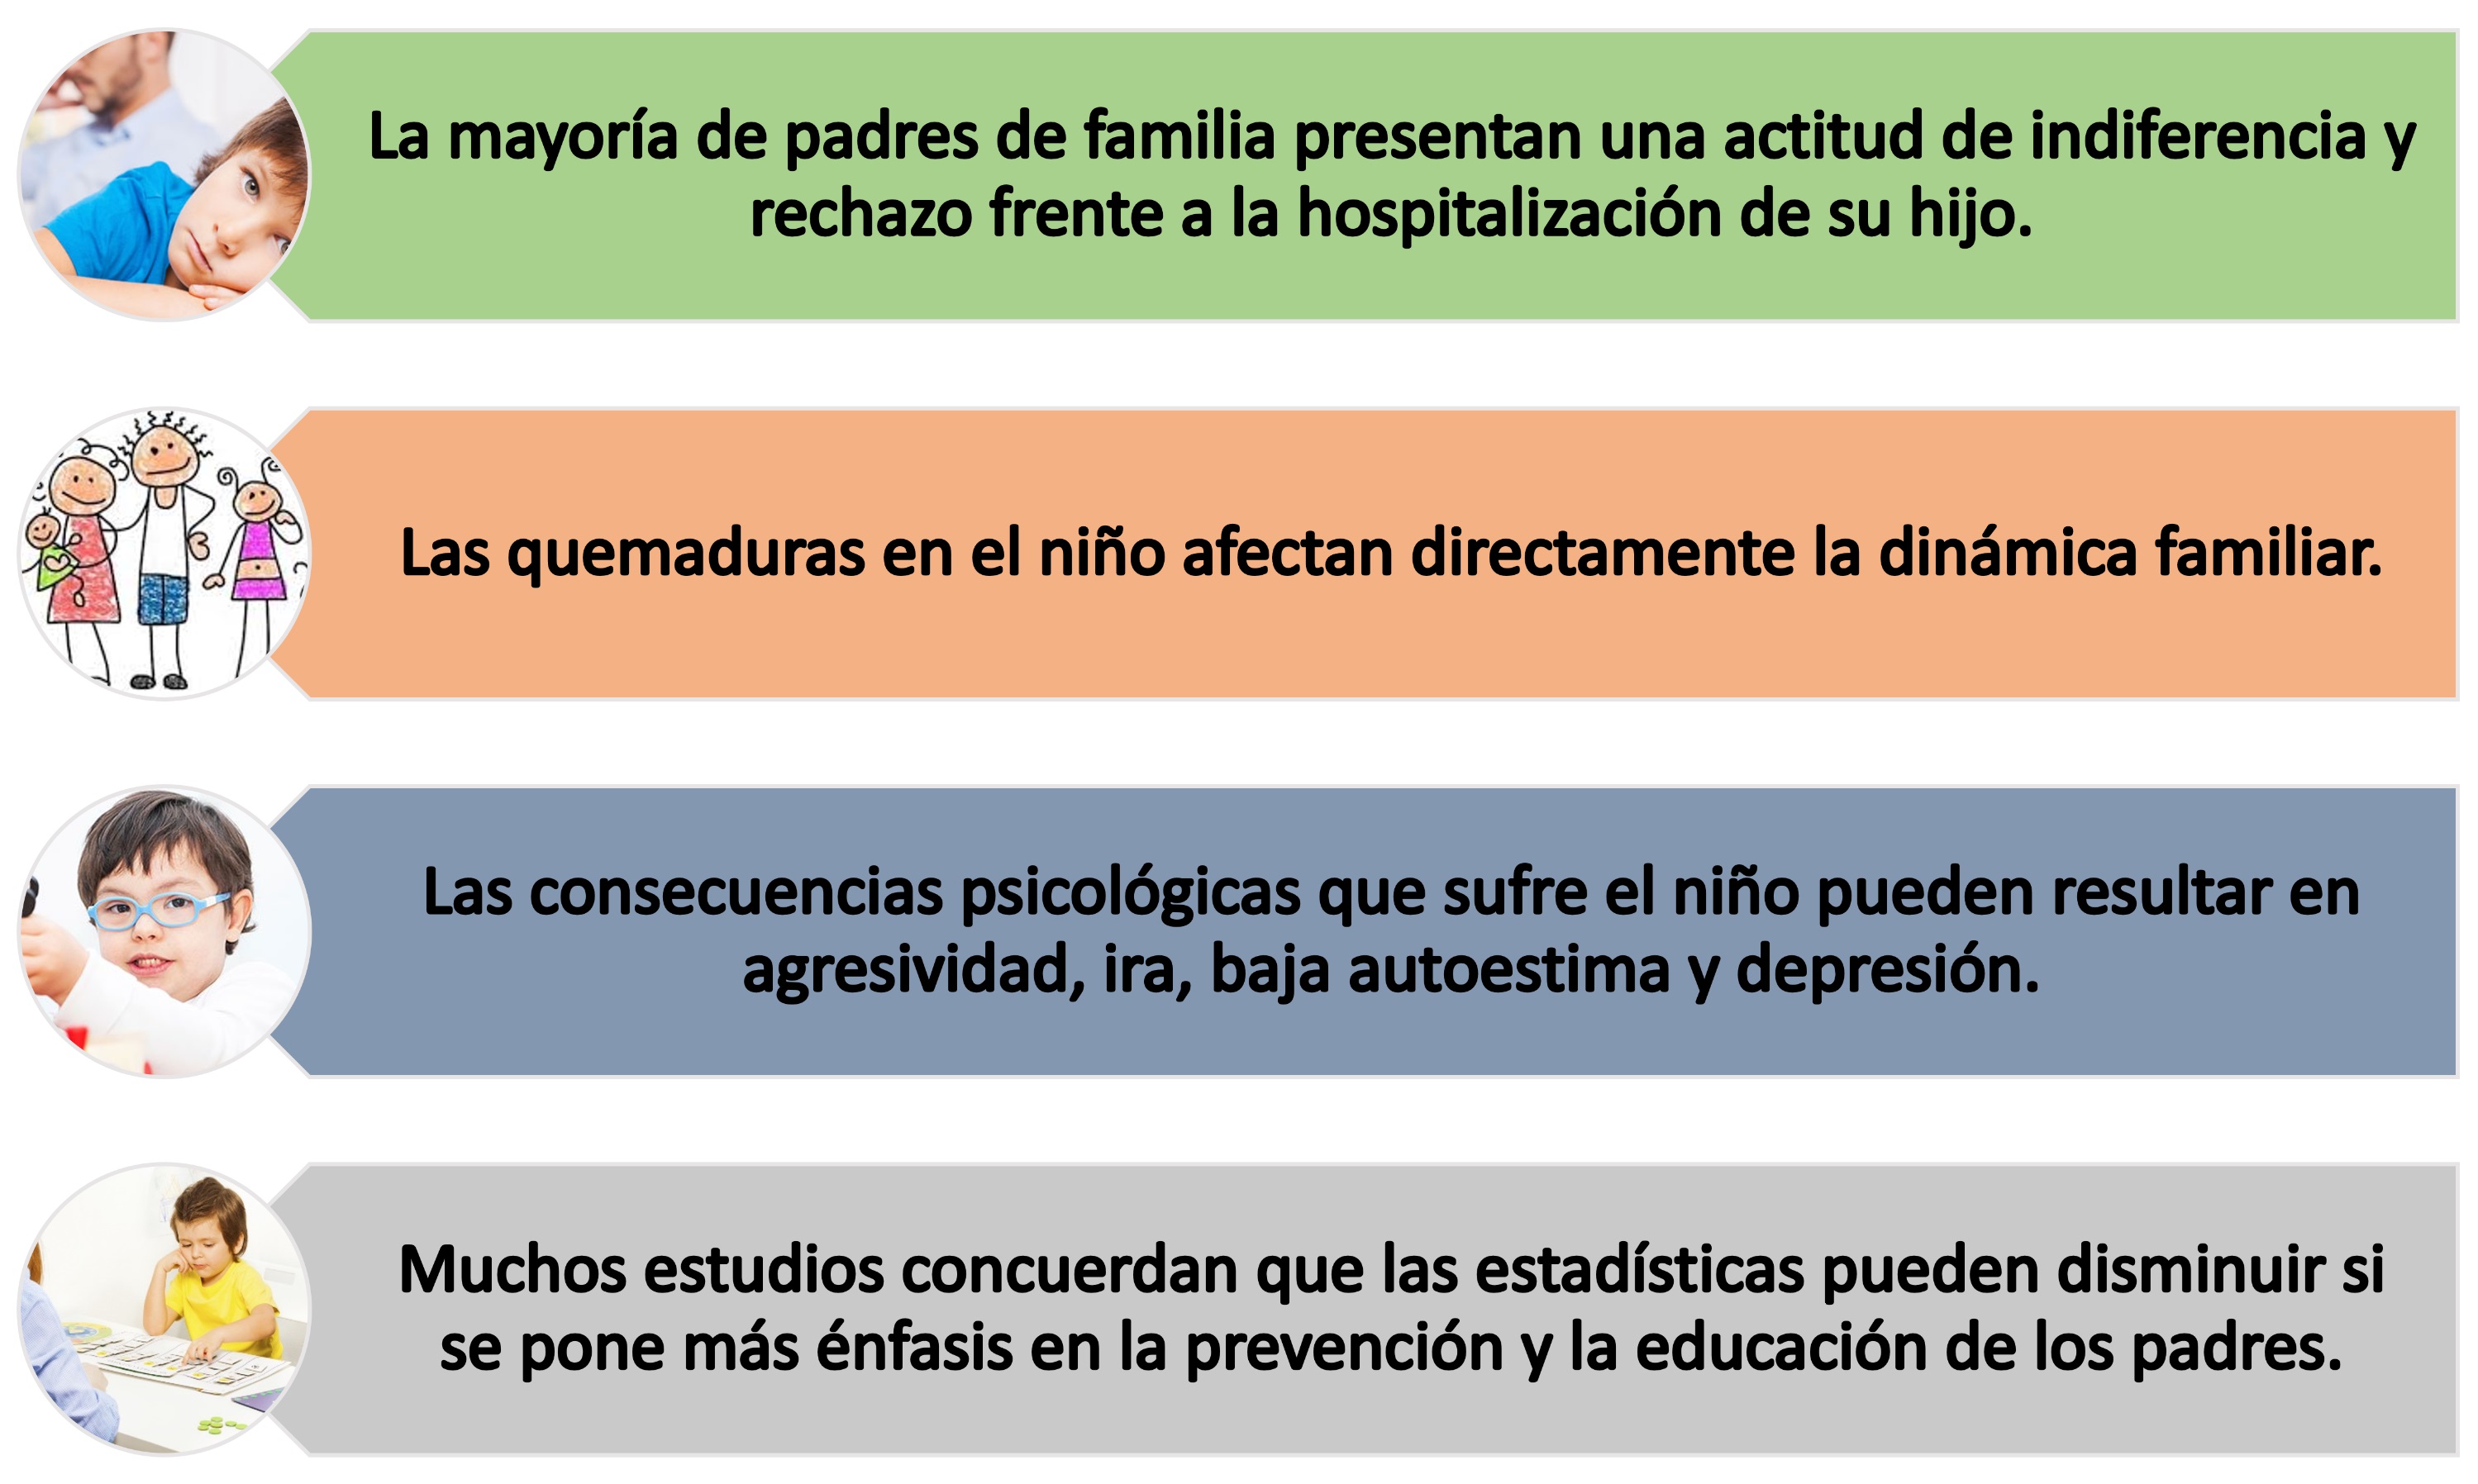 La mayoría de padres de familia presentan una actitud de indiferencia y
rechazo frente a la hospitalización de su hijo.
Las quemaduras en el niño afectan directamente la dinámica familiar.
Las consecuencias psicológicas que sufre el niño pueden resultar en
agresividad, ira, baja autoestima y depresión.
Muchos estudios concuerdan que las estadísticas pueden disminuir si
se pone más énfasis en la prevención y la educación de los padres.